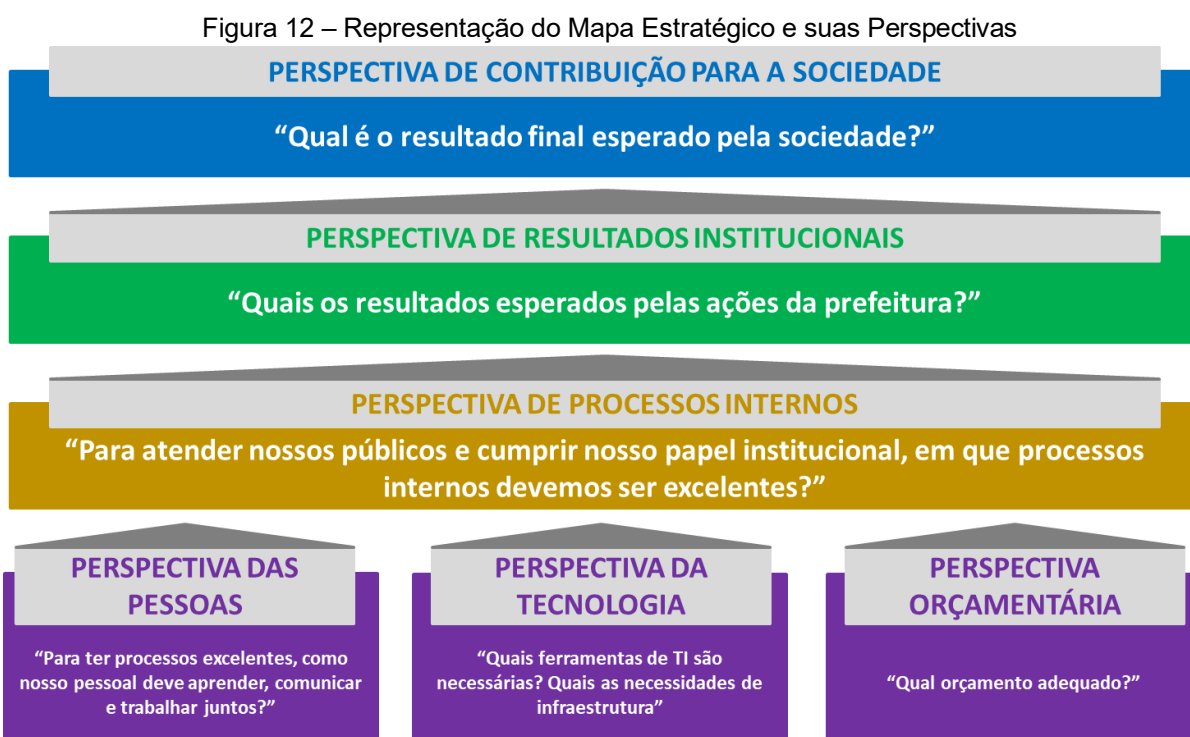 Figura 12 – Representação do Mapa Estratégico e suas Perspectivas
PERSPECTIVA DE CONTRIBUIÇÃO PARA A SOCIEDADE
“Qual é o resultado final esperado pela sociedade?”
PERSPECTIVA DE RESULTADOS INSTITUCIONAIS
“Quais os resultados esperados pelas ações da prefeitura?”
PERSPECTIVA DE PROCESSOS INTERNOS
“Para atender nossos públicos e cumprir nosso papel institucional, em que processos
internos devemos ser excelentes?”
PERSPECTIVA DAS
PESSOAS
“Para ter processos excelentes, como
nosso pessoal deve aprender, comunicar
e trabalhar juntos?”
PERSPECTIVA DA
TECNOLOGIA
“Quais ferramentas de TI são
necessárias? Quais as necessidades de
infraestrutura”
PERSPECTIVA
ORÇAMENTÁRIA
“Qual orçamento adequado?”